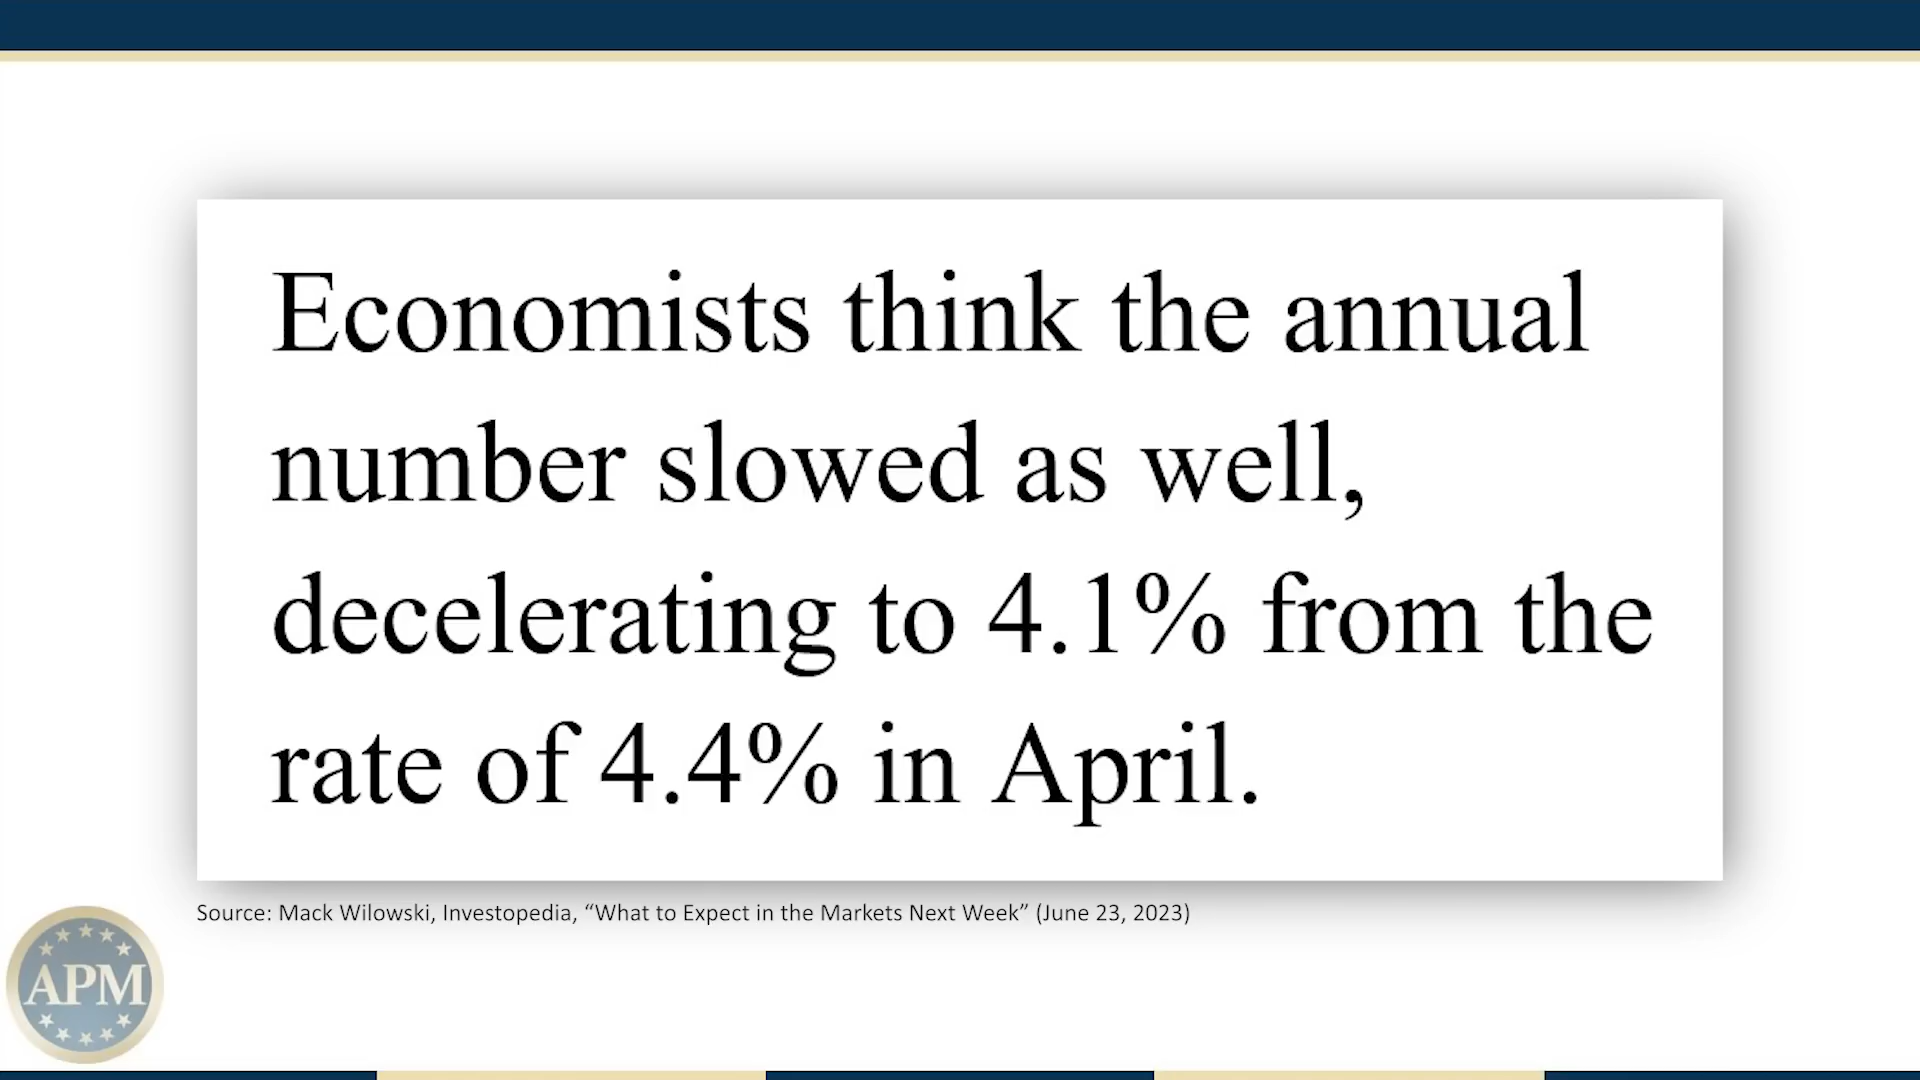 Economists think the annual
number slowed as well,
decelerating to 4.1% from the
rate of 4.4% in April.
Source: Mack Wilowski, Investopedia, “What to Expect in the Markets Next Week” (June 23, 2023)
APM